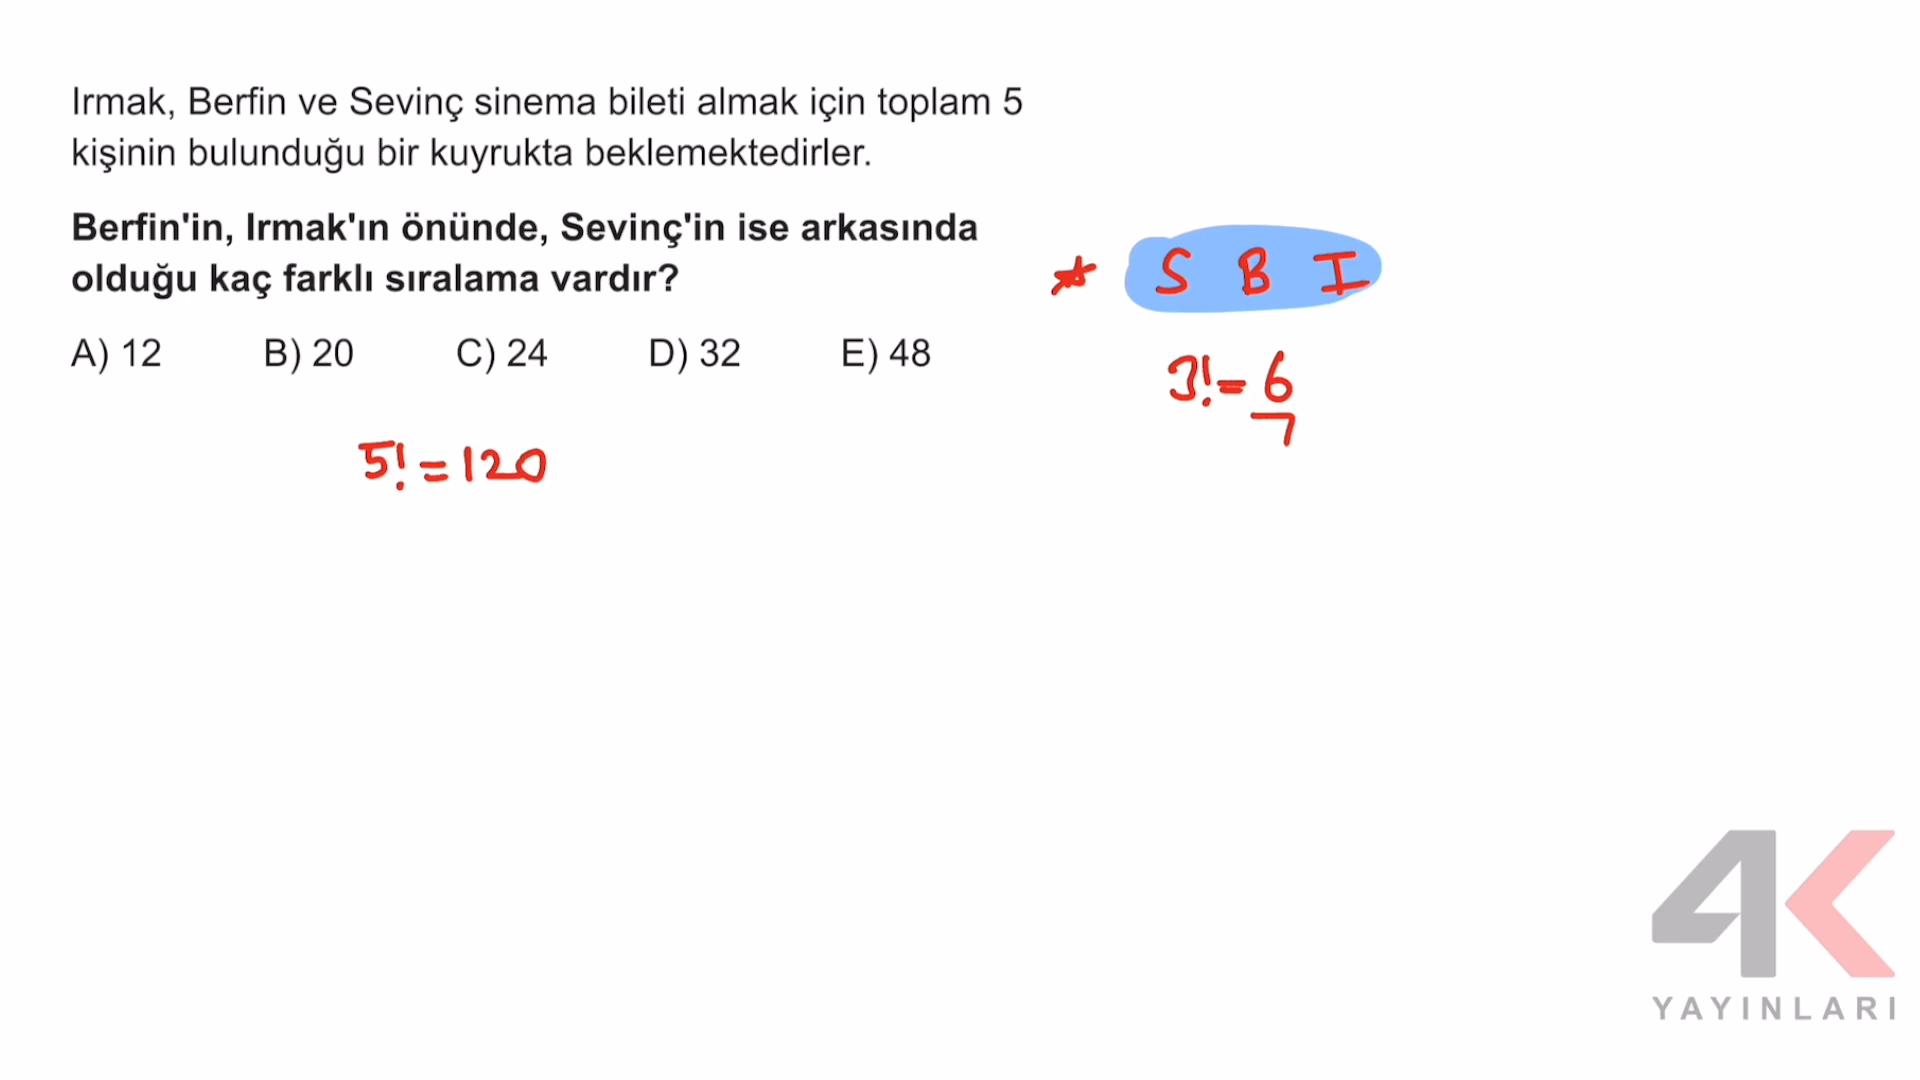 Irmak, Berfin ve Sevinç sinema bileti almak için toplam 5
kişinin bulunduğu bir kuyrukta beklemektedirler.
Berfin'in, Irmak'ın önünde, Sevinç'in ise arkasında
olduğu kaç farklı sıralama vardır?
A) 12 B) 20 C) 24 D) 32 E) 48
S B I
3! = 6
5! = 120
4K
YAYINLARI